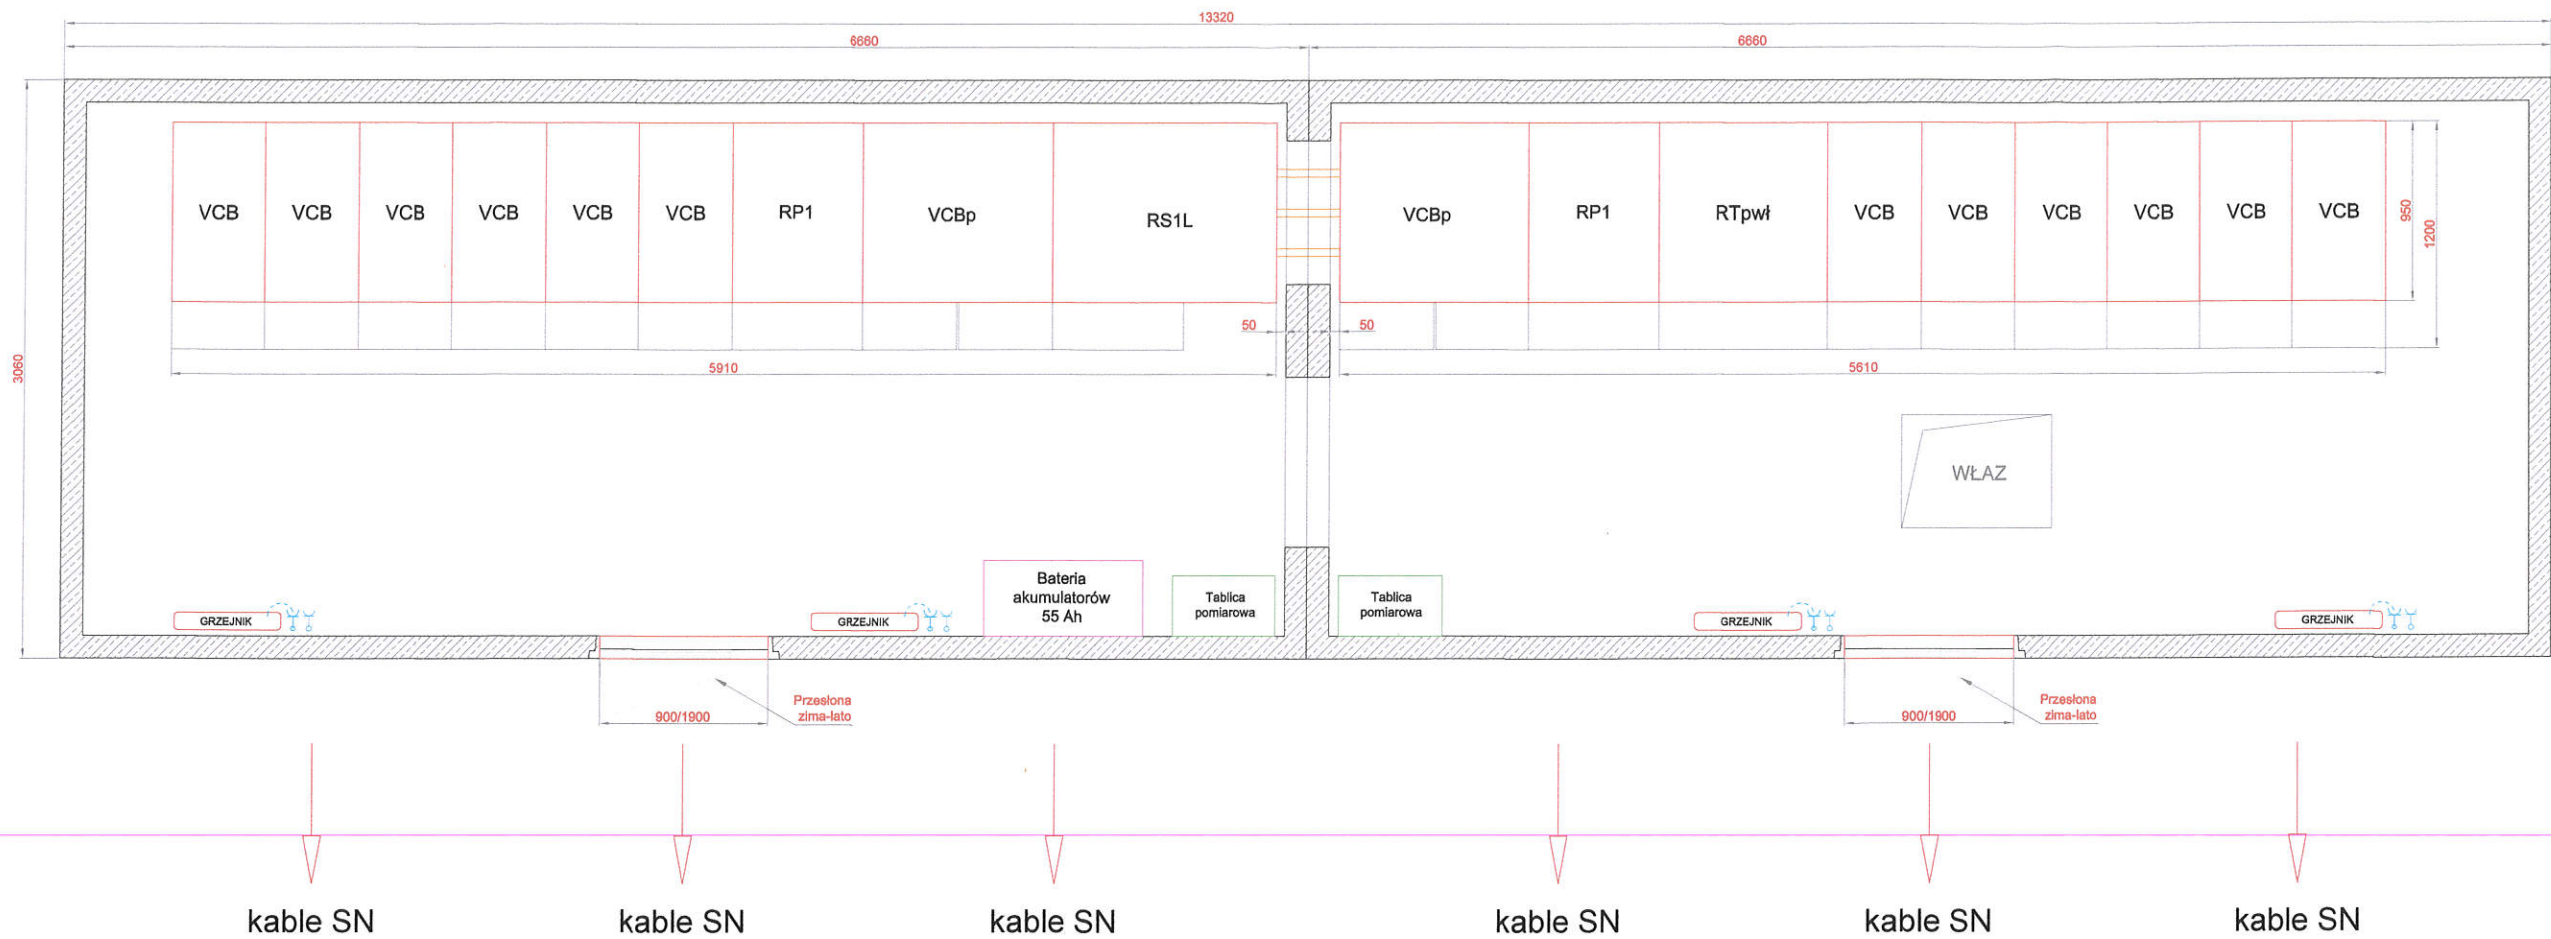 13320
6660
6660
VCB
VCB
VCB
VCB
VCB
VCB
RP1
VCBp
RS1L
VCBp
RP1
RTpwł
VCB
VCB
VCB
VCB
VCB
VCB
950
1200
50
50
3060
5910
5610
WŁAZ
Bateria
akumulatorów
55 Ah
Tablica
pomiarowa
Tablica
pomiarowa
GRZEJNIK
GRZEJNIK
GRZEJNIK
GRZEJNIK
900/1900
Przesłona
zima-lato
900/1900
Przesłona
zima-lato
kable SN
kable SN
kable SN
kable SN
kable SN
kable SN